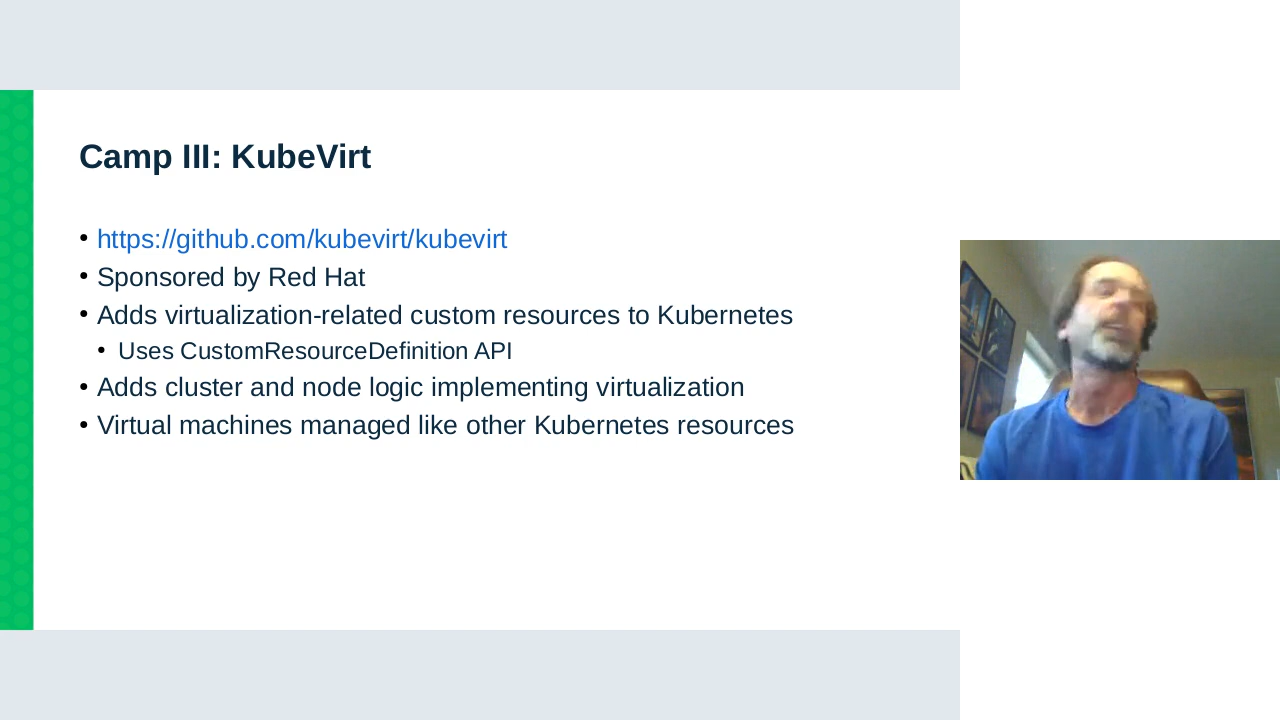 Camp III: KubeVirt
• https://github.com/kubevirt/kubevirt
• Sponsored by Red Hat
• Adds virtualization-related custom resources to Kubernetes
• Uses CustomResourceDefinition API
• Adds cluster and node logic implementing virtualization
• Virtual machines managed like other Kubernetes resources